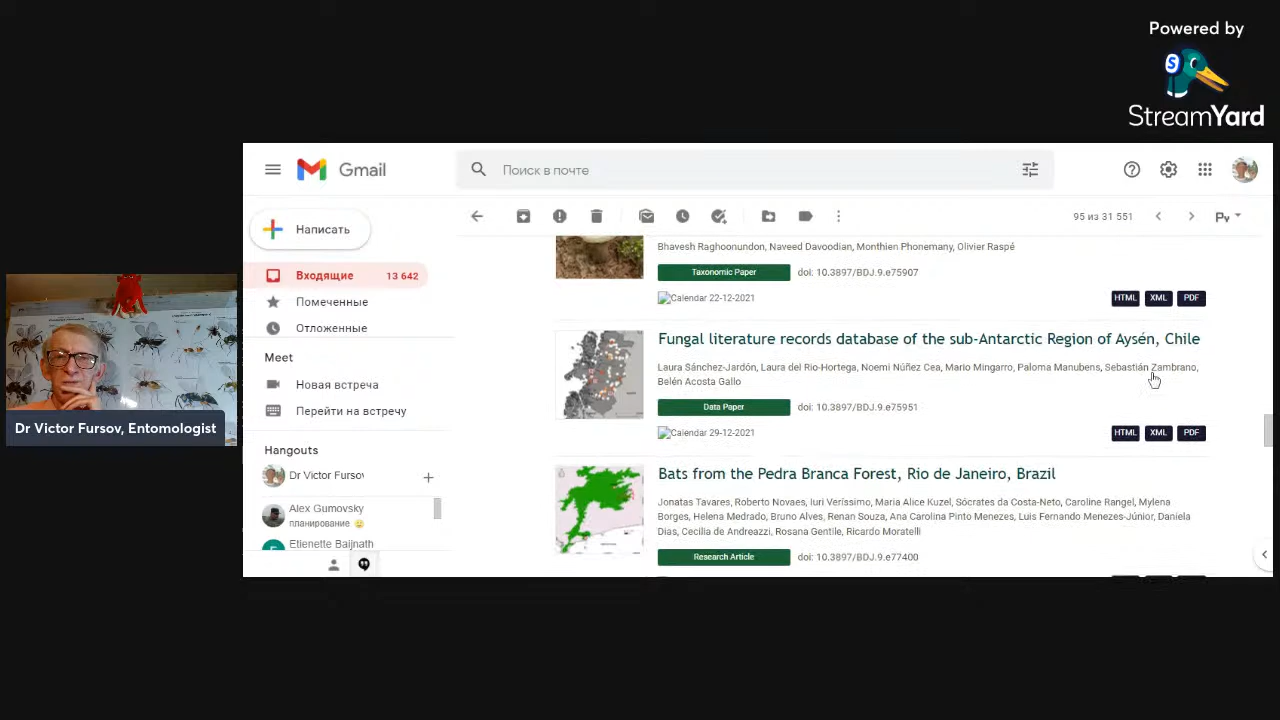 Powered by
StreamYard
Gmail
Поиск в почте
Написать
95 из 31 551
Ру
Входящие 13 642
Помеченные
Отложенные
Meet
Новая встреча
Перейти на встречу
Hangouts
Dr Victor Fursov
Alex Gumovsky
планирование
Etienette Baijnath
Bhavesh Raghoonundon, Naveed Davoodian, Monthien Phonemany, Olivier Raspé
Taxonomic Paper doi: 10.3897/BDJ.9.e75907
Calendar 22-12-2021
HTML XML PDF
Fungal literature records database of the sub-Antarctic Region of Aysén, Chile
Laura Sánchez-Jardón, Laura del Rio-Hortega, Noemi Núñez Cea, Mario Mingarro, Paloma Manubens, Sebastián Zambrano,
Belén Acosta Gallo
Data Paper doi: 10.3897/BDJ.9.e75951
Calendar 29-12-2021
HTML XML PDF
Bats from the Pedra Branca Forest, Rio de Janeiro, Brazil
Jonatas Tavares, Roberto Novaes, Iuri Veríssimo, Maria Alice Kuzel, Sócrates da Costa-Neto, Caroline Rangel, Mylena
Borges, Helena Medrado, Bruno Alves, Renan Souza, Ana Carolina Pinto Menezes, Luis Fernando Menezes-Júnior, Daniela
Dias, Cecilia de Andreazzi, Rosana Gentile, Ricardo Moratelli
Research Article doi: 10.3897/BDJ.9.e77400
Dr Victor Fursov, Entomologist